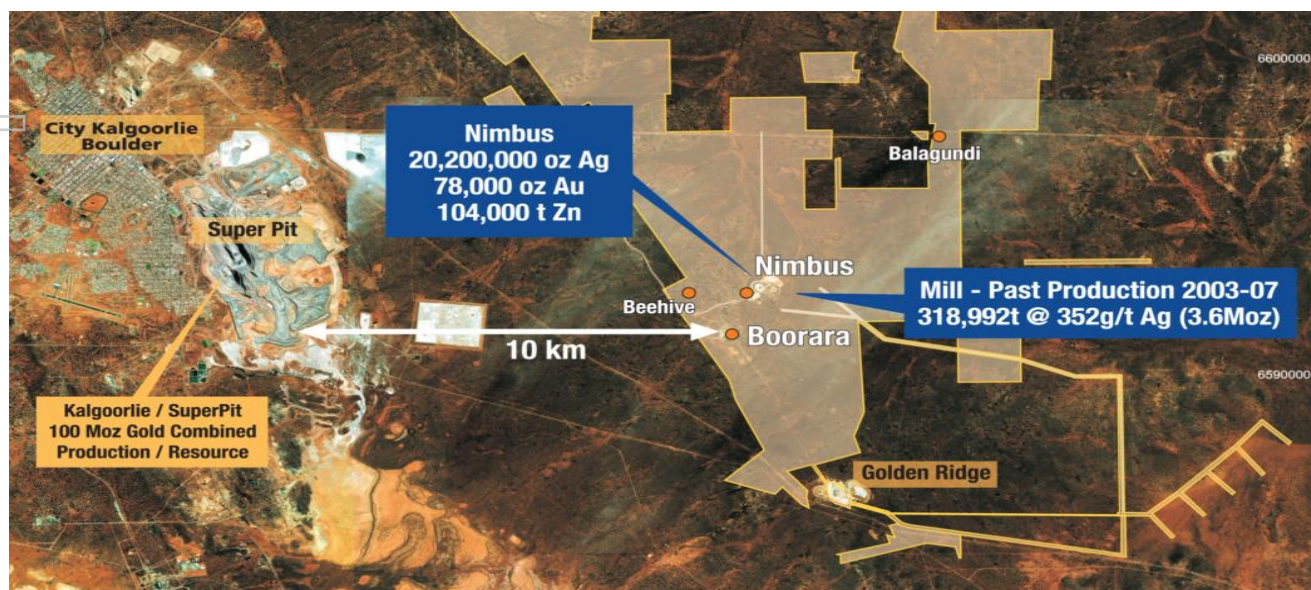 6600000
City Kalgoorlie
Boulder
Nimbus
20,200,000 oz Ag
78,000 oz Au
104,000 t Zn
Balagundi
Super Pit
Nimbus
Beehive
Mill - Past Production 2003-07
318,992t @ 352g/t Ag (3.6Moz)
Boorara
10 km
6590000
Kalgoorlie / SuperPit
100 Moz Gold Combined
Production / Resource
Golden Ridge